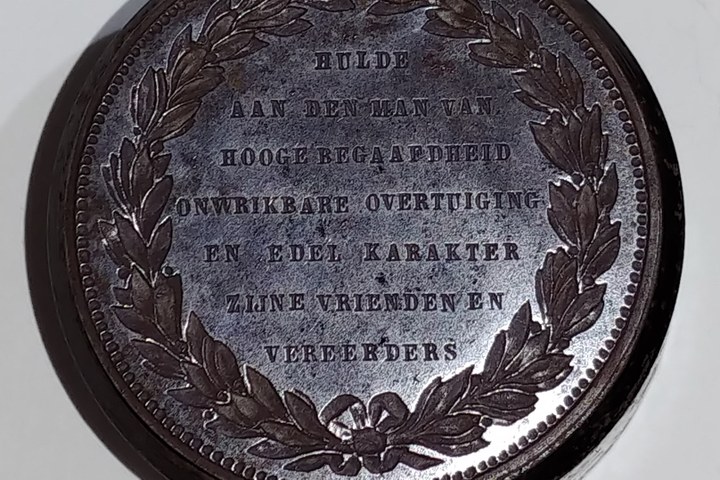 HULDE
AAN DEN MAN VAN
HOOGE BEGAAFDHEID
ONWRIKBARE OVERTUIGING
EN EDEL KARAKTER
ZIJNE VRIENDEN EN
VEREERDERS